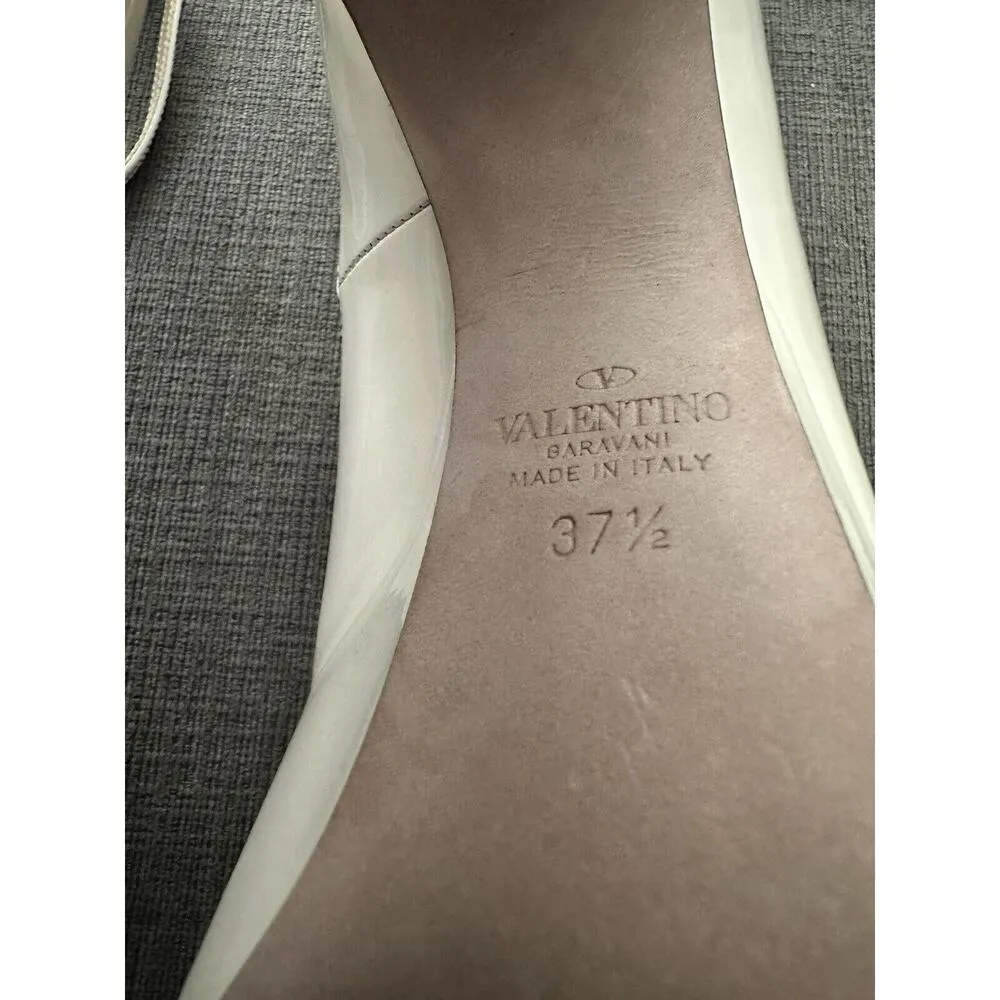 V
VALENTINO
GARAVANI
MADE IN ITALY
37½